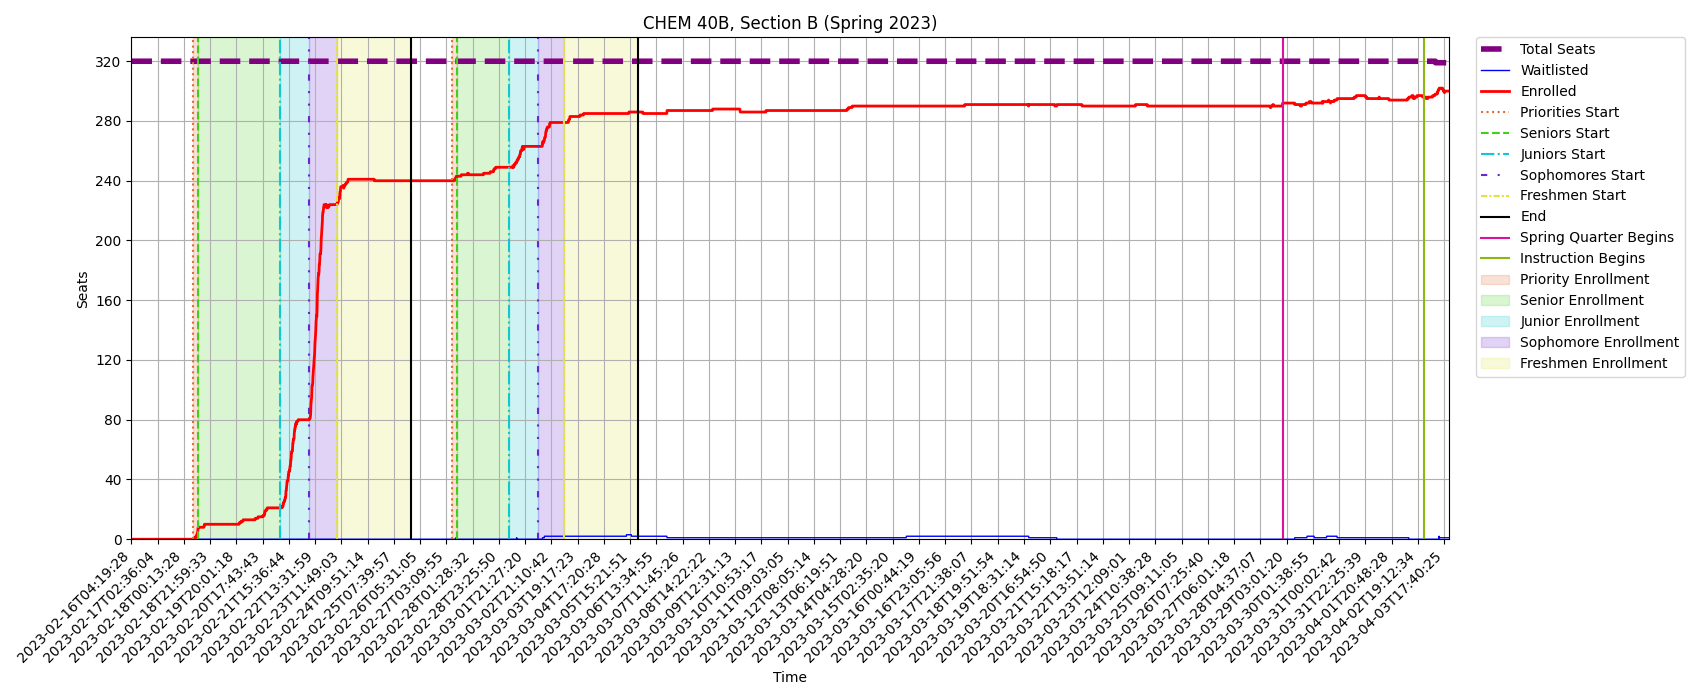 CHEM 40B, Section B (Spring 2023)
Seats
320
280
240
200
160
120
80
40
0
2023-02-16T04:19:28
2023-02-17T02:36:04
2023-02-18T00:13:28
2023-02-18T21:59:33
2023-02-19T20:01:18
2023-02-20T17:43:43
2023-02-21T15:36:44
2023-02-22T13:31:59
2023-02-23T11:49:03
2023-02-24T09:51:14
2023-02-25T07:39:57
2023-02-26T05:31:05
2023-02-27T03:09:55
2023-02-28T01:28:32
2023-02-28T23:25:50
2023-03-01T21:27:20
2023-03-02T21:10:42
2023-03-03T19:17:23
2023-03-04T17:20:28
2023-03-05T15:21:51
2023-03-06T13:34:55
2023-03-07T11:45:26
2023-03-08T14:22:22
2023-03-09T12:31:13
2023-03-10T10:53:17
2023-03-11T09:03:05
2023-03-12T08:05:14
2023-03-13T06:19:51
2023-03-14T04:28:20
2023-03-15T02:35:20
2023-03-16T00:44:19
2023-03-16T23:05:56
2023-03-17T21:38:07
2023-03-18T19:51:54
2023-03-19T18:31:14
2023-03-20T16:54:50
2023-03-21T15:18:17
2023-03-22T13:51:14
2023-03-23T12:09:01
2023-03-24T10:38:28
2023-03-25T09:11:05
2023-03-26T07:25:40
2023-03-27T06:01:18
2023-03-28T04:37:07
2023-03-29T03:01:20
2023-03-30T01:38:55
2023-03-31T00:02:42
2023-03-31T22:25:39
2023-04-01T20:48:28
2023-04-02T19:12:34
2023-04-03T17:40:25
Time
Total Seats
Waitlisted
Enrolled
Priorities Start
Seniors Start
Juniors Start
Sophomores Start
Freshmen Start
End
Spring Quarter Begins
Instruction Begins
Priority Enrollment
Senior Enrollment
Junior Enrollment
Sophomore Enrollment
Freshmen Enrollment